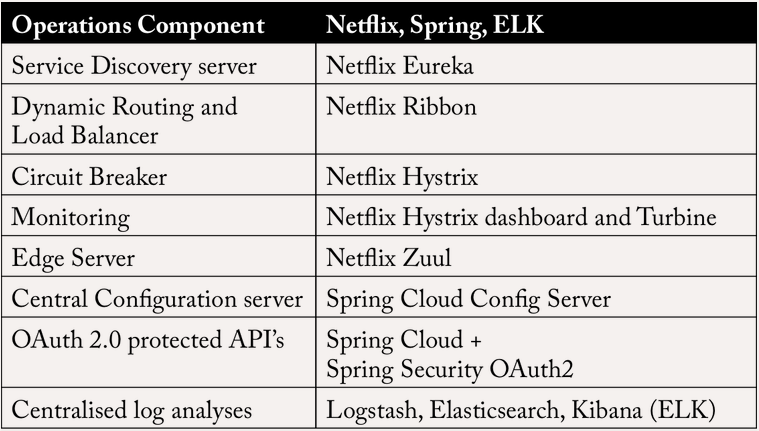 Operations Component Netflix, Spring, ELK
Service Discovery server Netflix Eureka
Dynamic Routing and Netflix Ribbon
Load Balancer
Circuit Breaker Netflix Hystrix
Monitoring Netflix Hystrix dashboard and Turbine
Edge Server Netflix Zuul
Central Configuration server Spring Cloud Config Server
OAuth 2.0 protected API’s Spring Cloud +
Spring Security OAuth2
Centralised log analyses Logstash, Elasticsearch, Kibana (ELK)